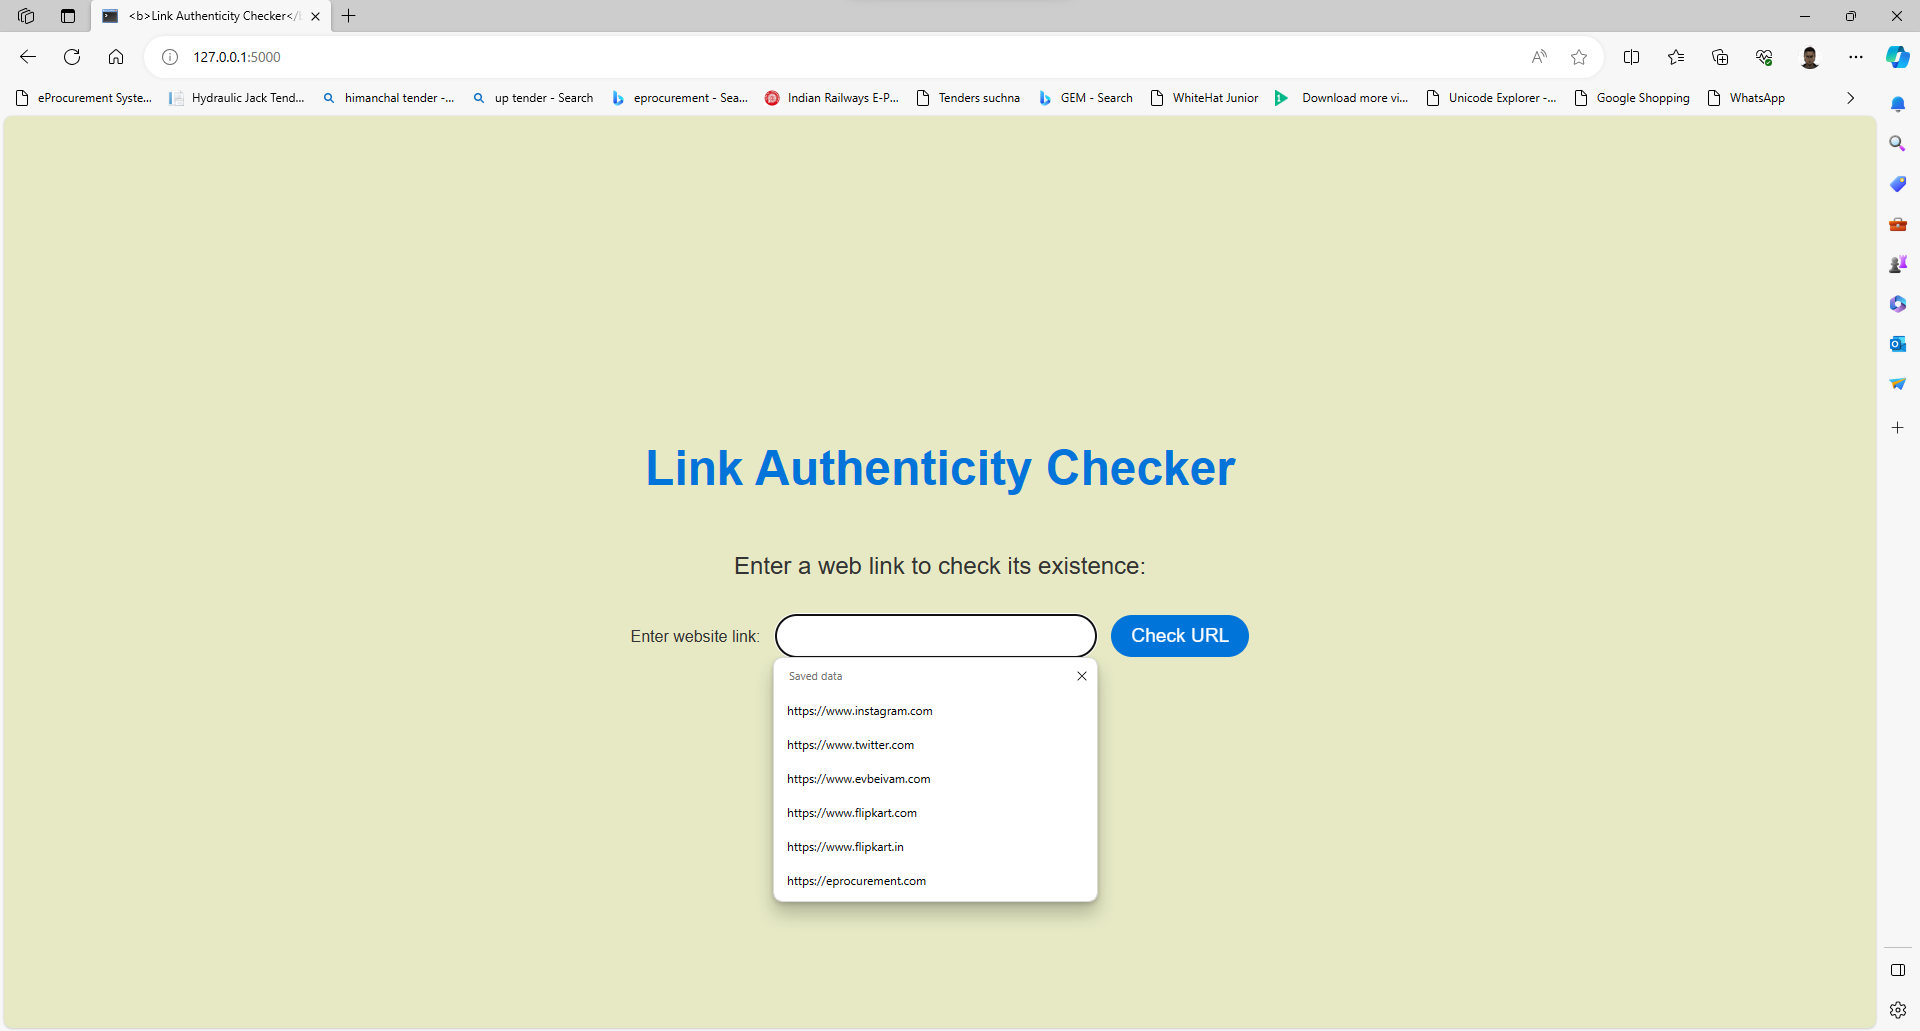 <b>Link Authenticity Checker</
127.0.0.1:5000
eProcurement Syste... Hydraulic Jack Tend... himanchal tender -... up tender - Search eprocurement - Sea... Indian Railways E-P... Tenders suchna GEM - Search WhiteHat Junior Download more vi... Unicode Explorer -... Google Shopping WhatsApp
Link Authenticity Checker
Enter a web link to check its existence:
Enter website link: Check URL
Saved data
https://www.instagram.com
https://www.twitter.com
https://www.evbeivam.com
https://www.flipkart.com
https://www.flipkart.in
https://eprocurement.com